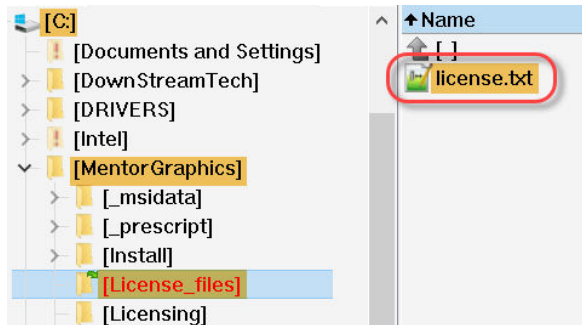 [C:]
[Documents and Settings]
[DownStreamTech]
[DRIVERS]
[Intel]
[MentorGraphics]
[_msidata]
[_prescript]
[Install]
[License_files]
[Licensing]
Name
[..]
license.txt